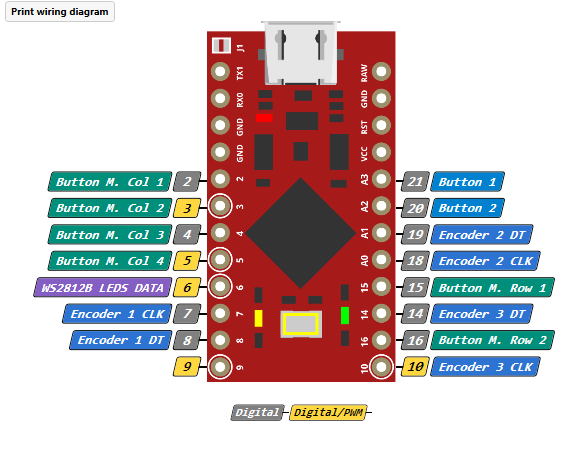 Print wiring diagram
J1
TX1
RAW
RX0
GND
GND
RST
GND
VCC
Button M. Col 1 2 2 A3 21 Button 1
Button M. Col 2 3 3 A2 20 Button 2
Button M. Col 3 4 4 A1 19 Encoder 2 DT
Button M. Col 4 5 5 A0 18 Encoder 2 CLK
WS2812B LEDS DATA 6 6 15 15 Button M. Row 1
Encoder 1 CLK 7 7 14 14 Encoder 3 DT
Encoder 1 DT 8 8 16 16 Button M. Row 2
9 9 10 10 Encoder 3 CLK
Digital Digital/PWM